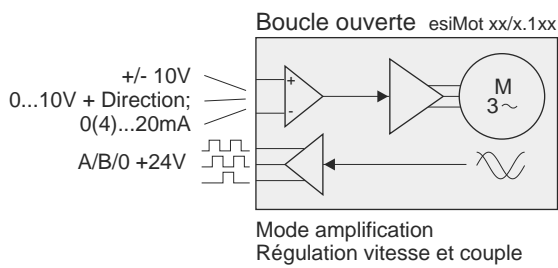 Boucle ouverte esiMot xx/x.1xx
+/- 10V
0...10V + Direction;
0(4)...20mA
+
-
M
3~
A/B/0 +24V
Mode amplification
Régulation vitesse et couple